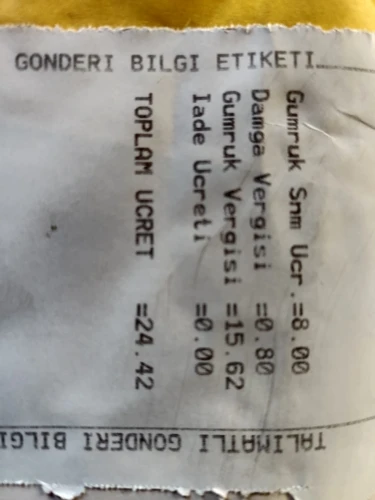 GONDERI BILGI ETIKETI
Gumruk Snm Ucr.=8.00
Damga Vergisi =0.80
Gumruk Vergisi =15.62
Iade Ucreti =0.00
TOPLAM UCRET =24.42
TALIMATLI GONDERI BILGI